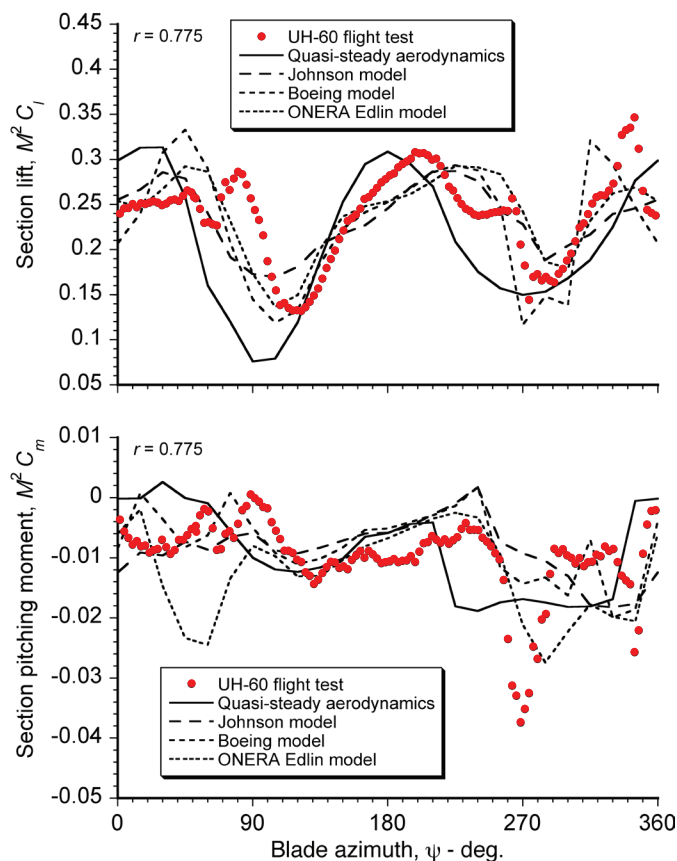 0.45
r = 0.775
0.4
0.35
0.3
0.25
0.2
0.15
0.1
0.05
Section lift, M² Cₗ
UH-60 flight test
Quasi-steady aerodynamics
Johnson model
Boeing model
ONERA Edlin model
0.01
r = 0.775
0
-0.01
-0.02
-0.03
-0.04
-0.05
Section pitching moment, M² Cₘ
UH-60 flight test
Quasi-steady aerodynamics
Johnson model
Boeing model
ONERA Edlin model
0 90 180 270 360
Blade azimuth, ψ - deg.